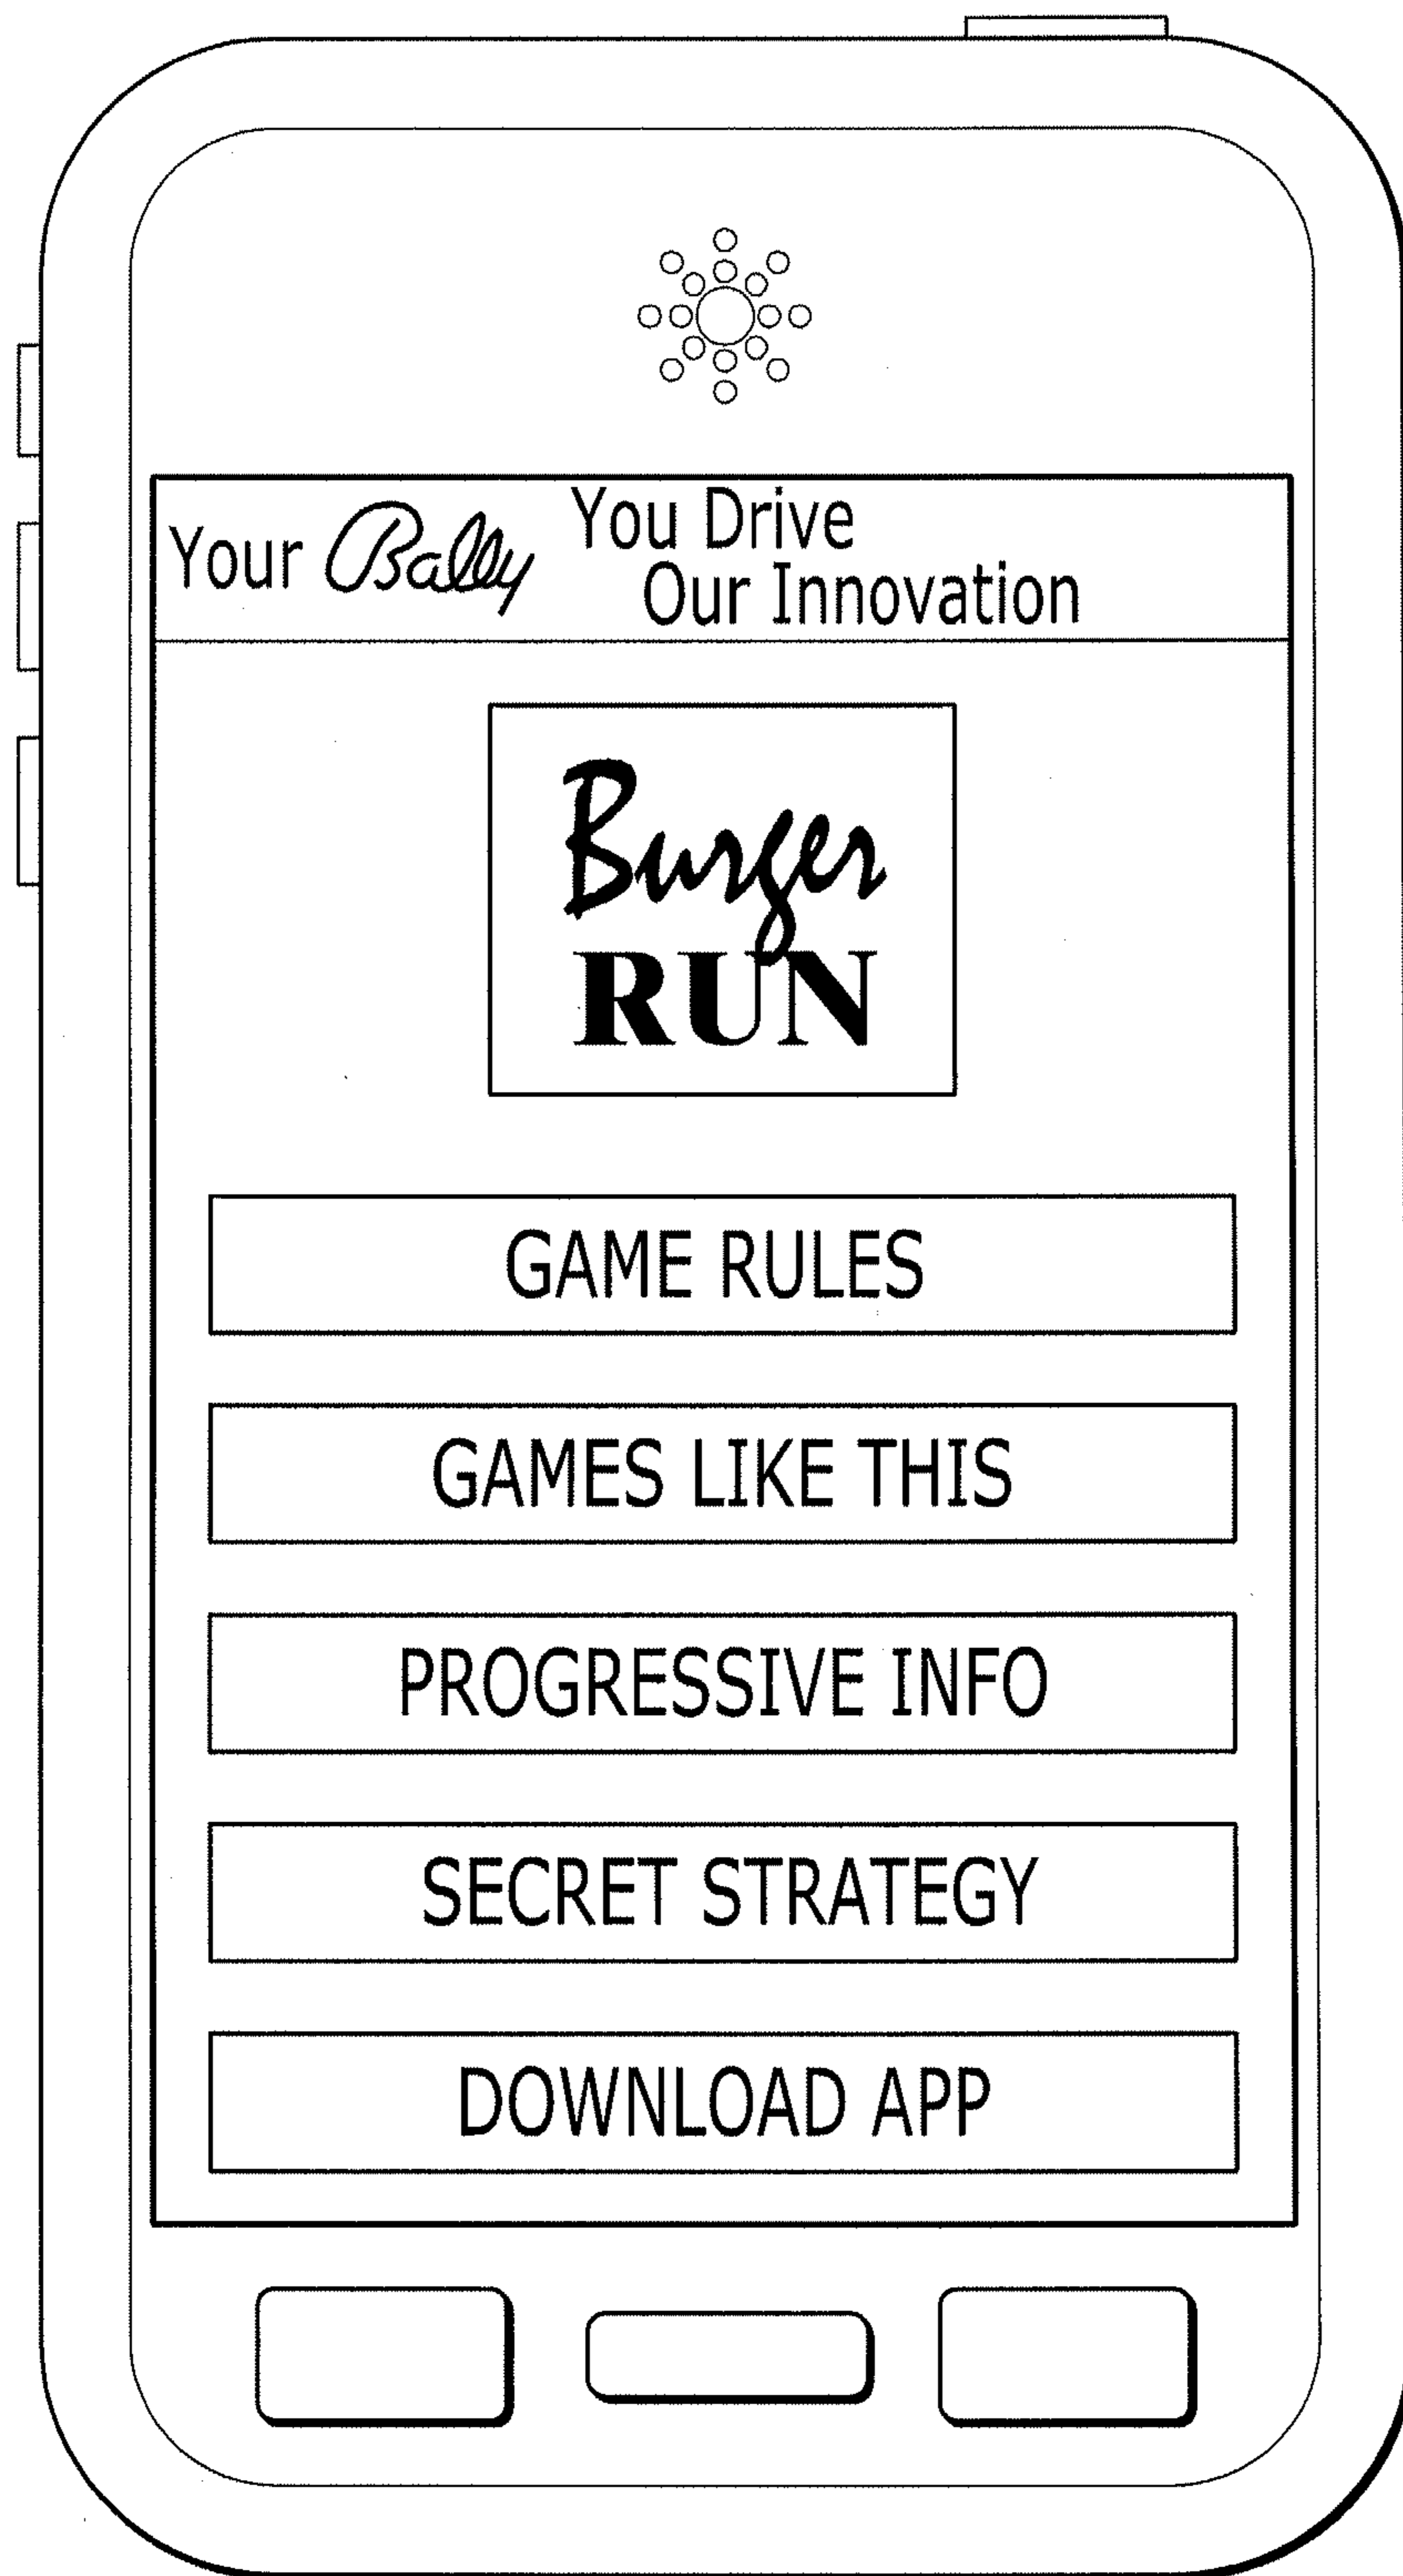 Your Bally You Drive
Our Innovation
Burger
RUN
GAME RULES
GAMES LIKE THIS
PROGRESSIVE INFO
SECRET STRATEGY
DOWNLOAD APP